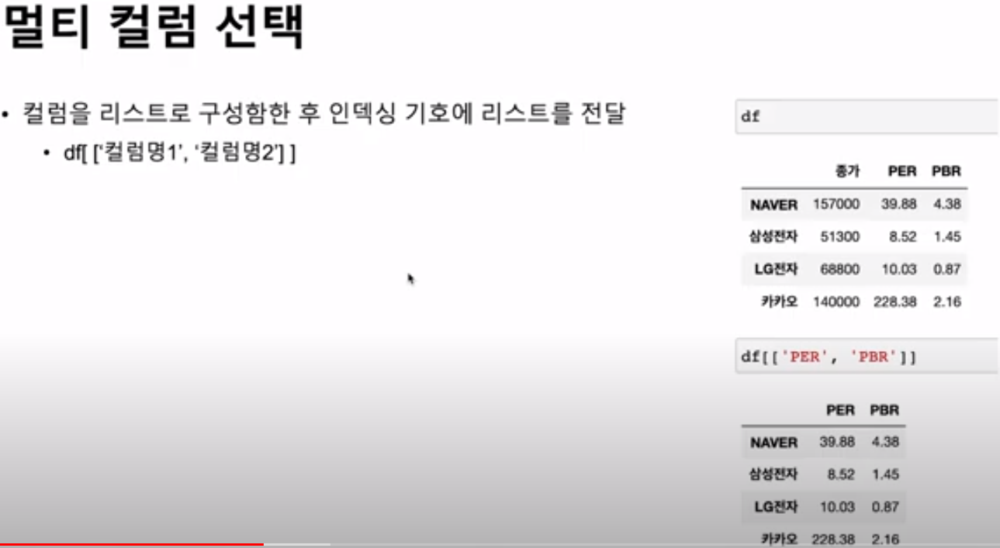 멀티 컬럼 선택
• 컬럼을 리스트로 구성함한 후 인덱싱 기호에 리스트를 전달
• df[ ['컬럼명1’, ‘컬럼명2’] ]
df
종가 PER PBR
NAVER 157000 39.88 4.38
삼성전자 51300 8.52 1.45
LG전자 68800 10.03 0.87
카카오 140000 228.38 2.16
df[['PER', 'PBR']]
PER PBR
NAVER 39.88 4.38
삼성전자 8.52 1.45
LG전자 10.03 0.87
카카오 228.38 2.16